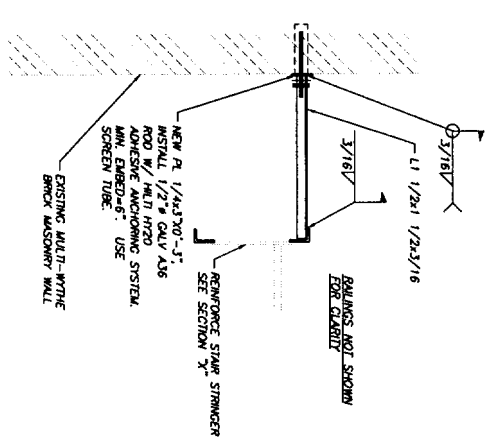 3/16
L1 1/2x1 1/2x3/16
3/16
RAILINGS NOT SHOWN
FOR CLARITY
NEW PL 1/4x3"X0'-3",
INSTALL 1/2"ø GALV A36
ROD W/ HILTI HY20
ADHESIVE ANCHORING SYSTEM.
MIN. EMBED=6". USE
SCREEN TUBE.
REINFORCE STAIR STRINGER
SEE SECTION "X"
EXISTING MULTI-WYTHE
BRICK MASONRY WALL